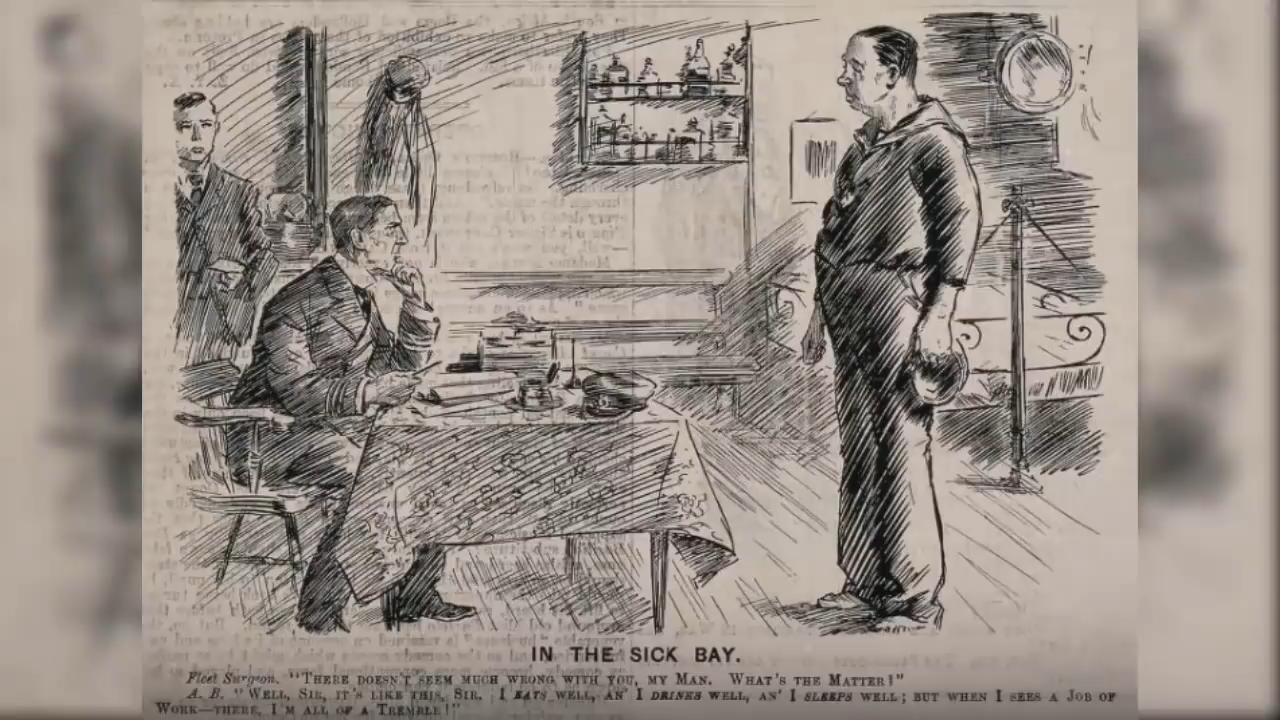 IN THE SICK BAY.
Fleet Surgeon. "THERE DOESN'T SEEM MUCH WRONG WITH YOU, MY MAN. WHAT'S THE MATTER!"
A. B. "WELL, SIR, IT'S LIKE THIS, SIR. I EATS WELL, AN' I DRINKS WELL, AN' I SLEEPS WELL; BUT WHEN I SEES A JOB OF
WORK—THERE, I'M ALL OF A TREMBLE!"